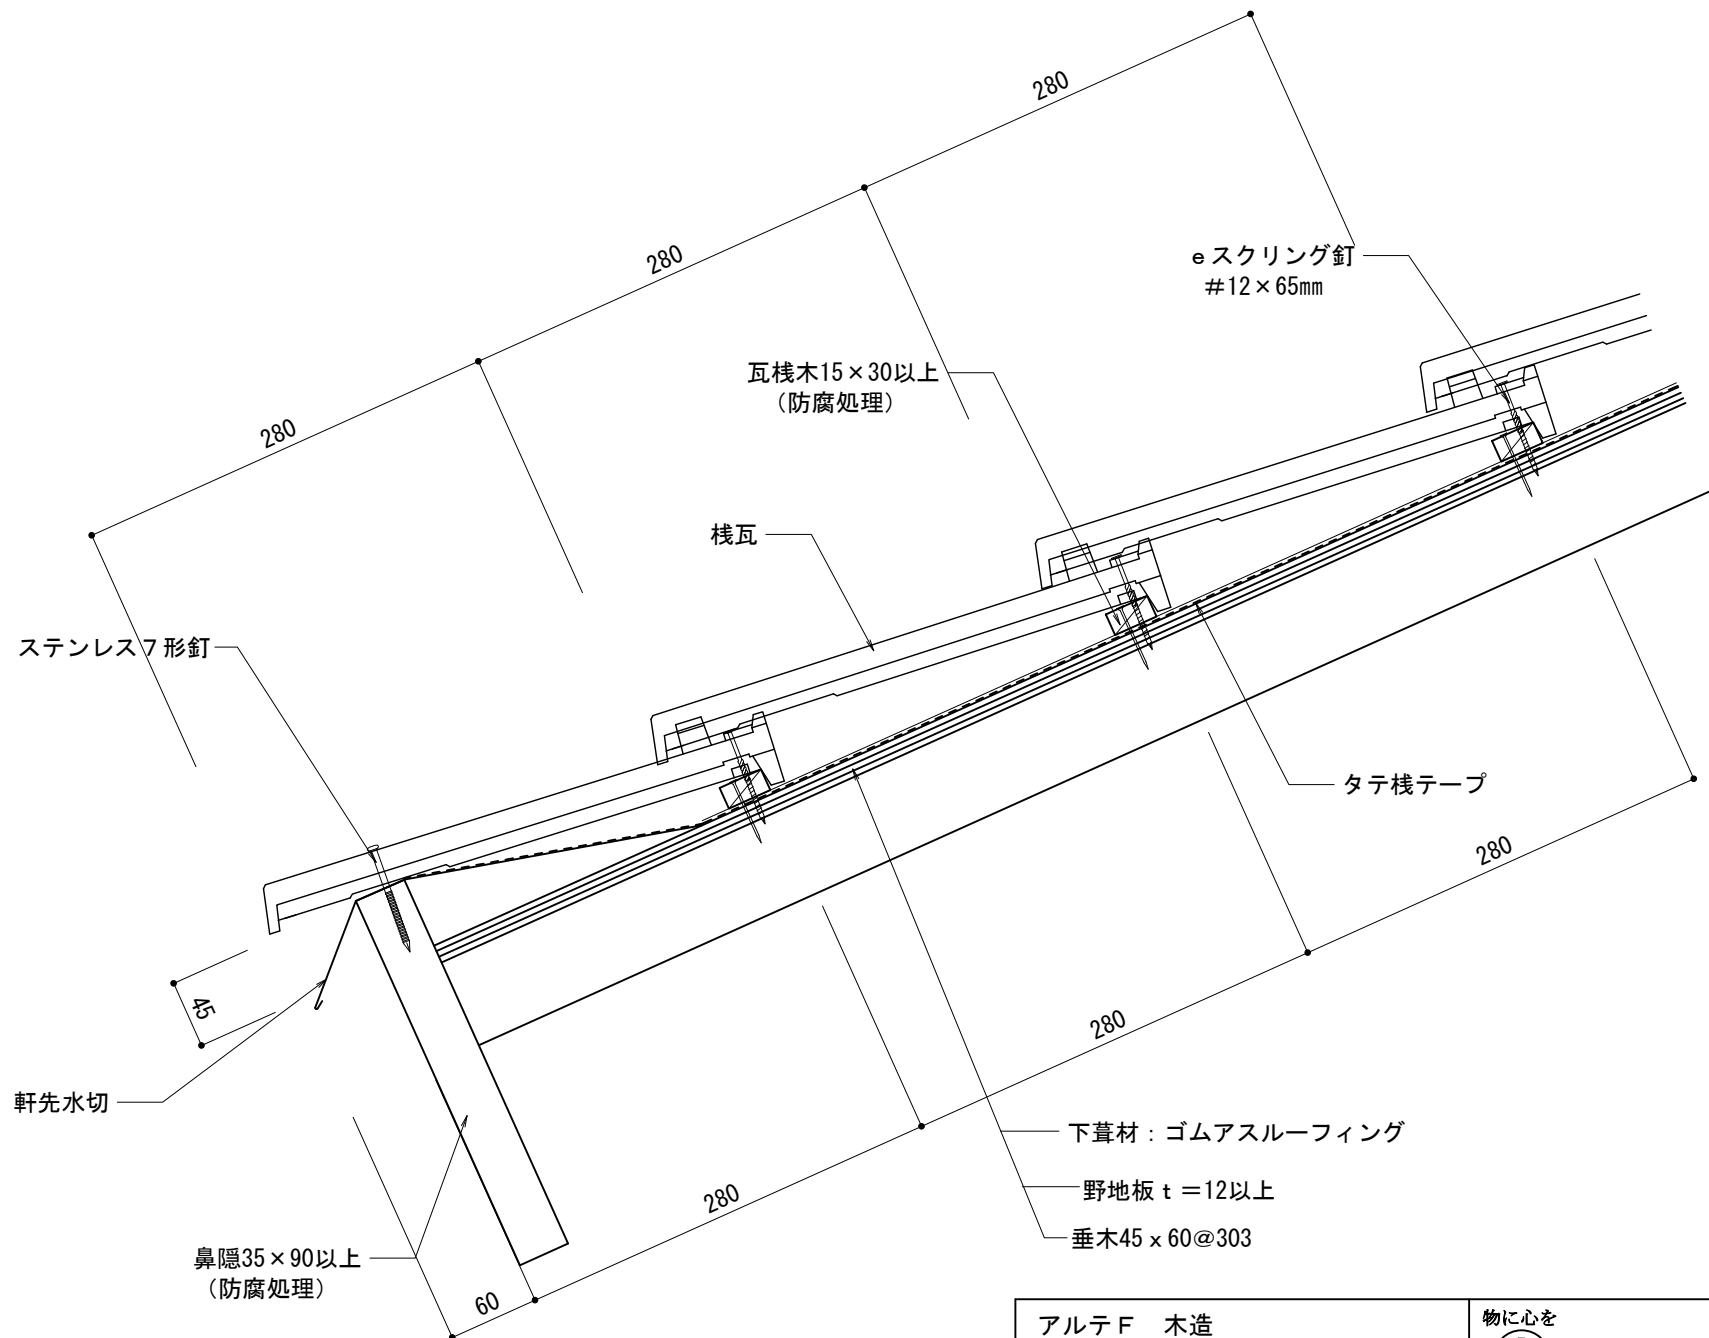 280
280
eスクリング釘
#12×65mm
瓦桟木15×30以上
(防腐処理)
280
桟瓦
ステンレス7形釘
タテ桟テープ
280
45
280
軒先水切
下葺材：ゴムアスルーフィング
280
野地板t=12以上
垂木45x60@303
鼻隠35×90以上
(防腐処理)
60
アルテF 木造
物に心を